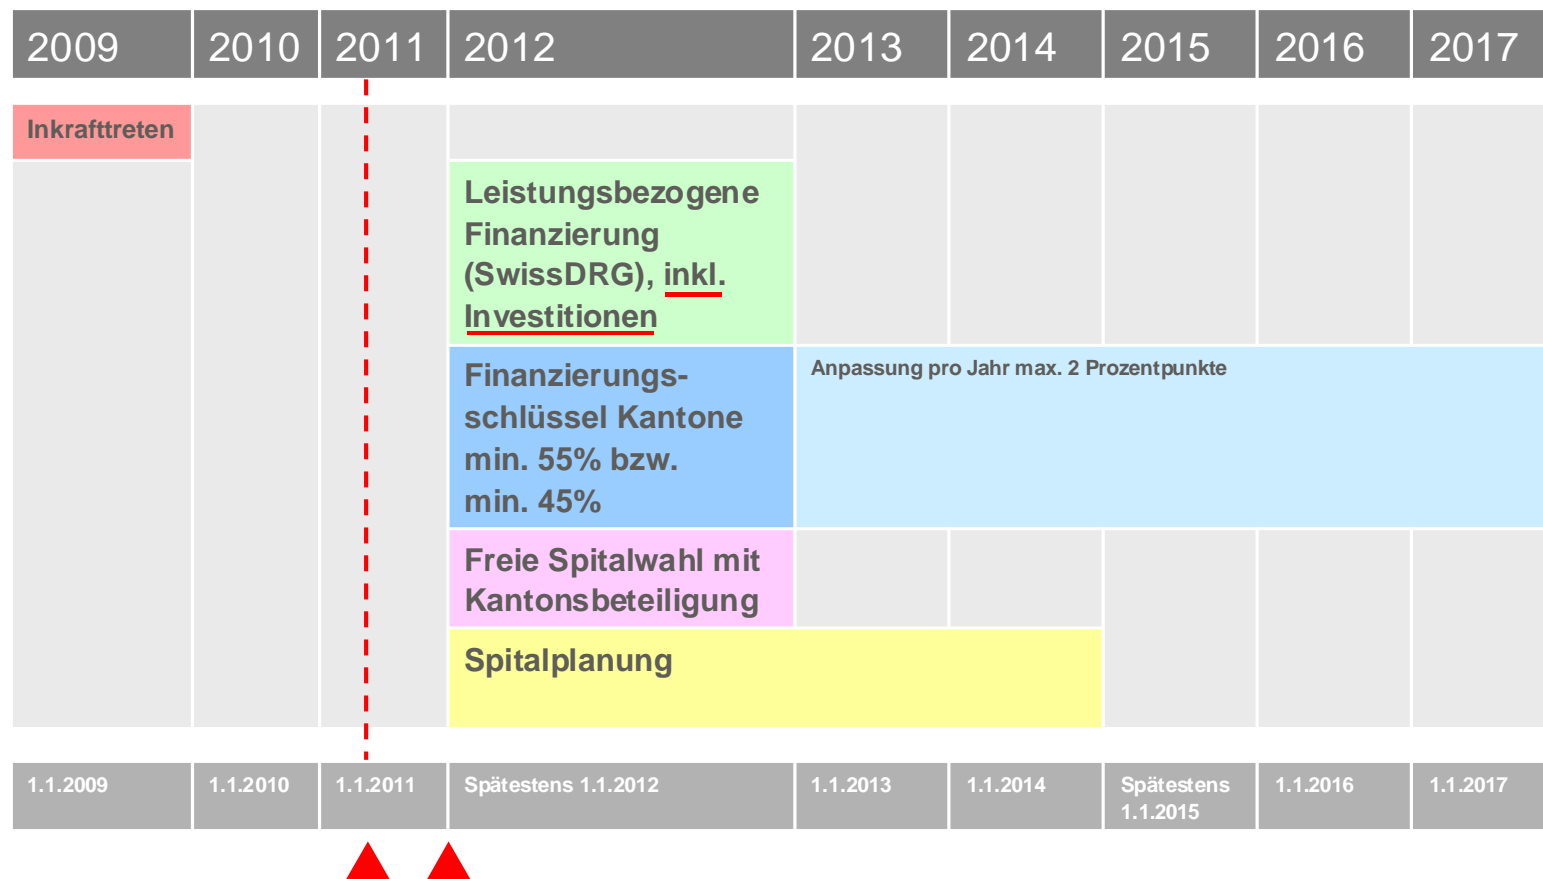 2009 2010 2011 2012 2013 2014 2015 2016 2017
Inkrafttreten
Leistungsbezogene
Finanzierung
(SwissDRG), inkl.
Investitionen
Finanzierungs-
schlüssel Kantone
min. 55% bzw.
min. 45%
Anpassung pro Jahr max. 2 Prozentpunkte
Freie Spitalwahl mit
Kantonsbeteiligung
Spitalplanung
1.1.2009 1.1.2010 1.1.2011 Spätestens 1.1.2012 1.1.2013 1.1.2014 Spätestens 1.1.2016 1.1.2017
1.1.2015